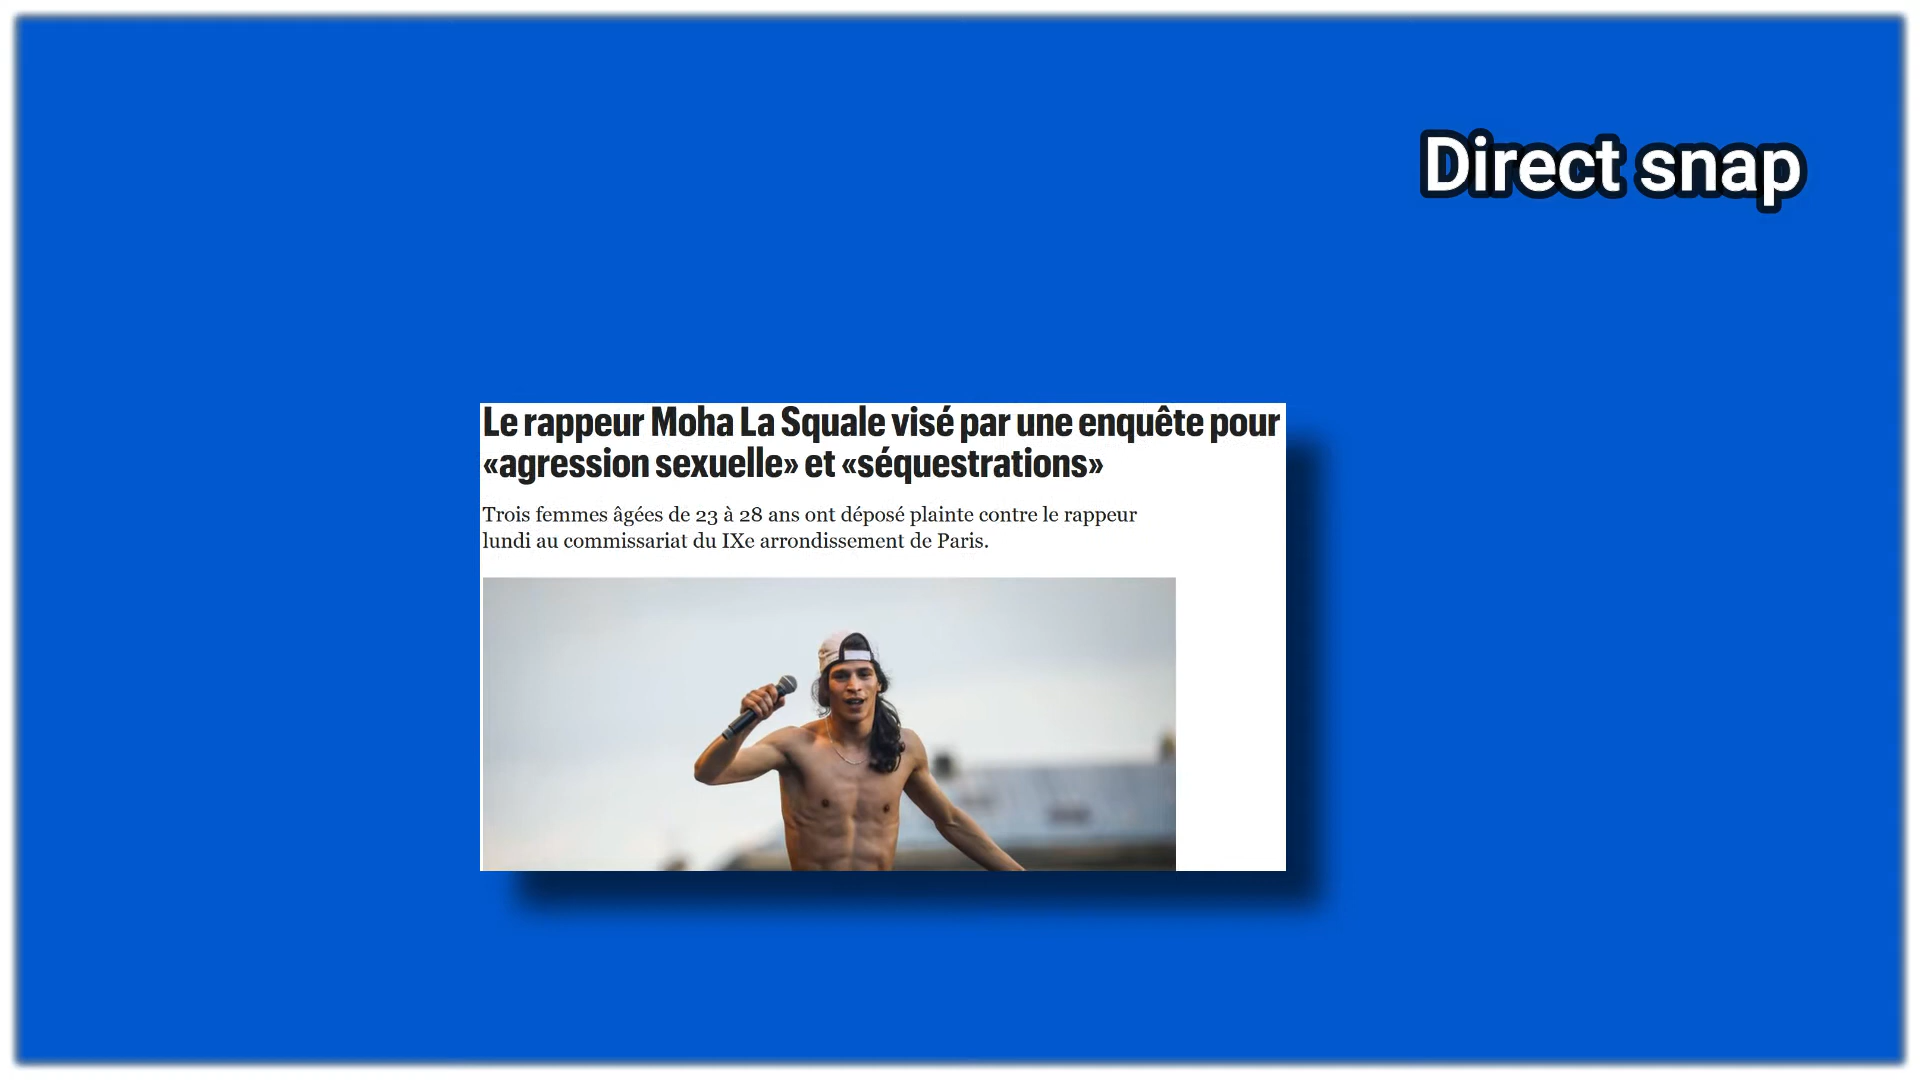 Direct snap
Le rappeur Moha La Squale visé par une enquête pour
«agression sexuelle» et «séquestrations»
Trois femmes âgées de 23 à 28 ans ont déposé plainte contre le rappeur
lundi au commissariat du IXe arrondissement de Paris.